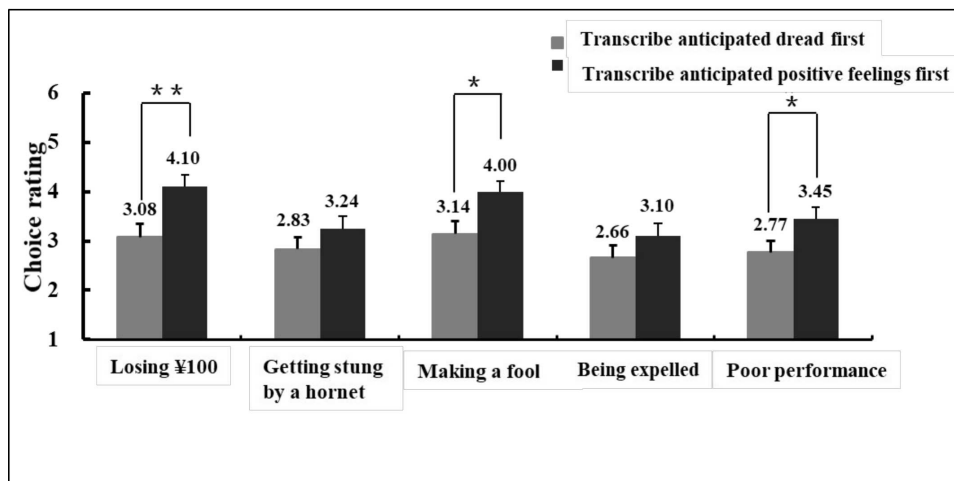 Transcribe anticipated dread first
Transcribe anticipated positive feelings first
Choice rating
6
5
4
3
2
1
* *
*
*
3.08
4.10
2.83
3.24
3.14
4.00
2.66
3.10
2.77
3.45
Losing ¥100
Getting stung
by a hornet
Making a fool
Being expelled
Poor performance